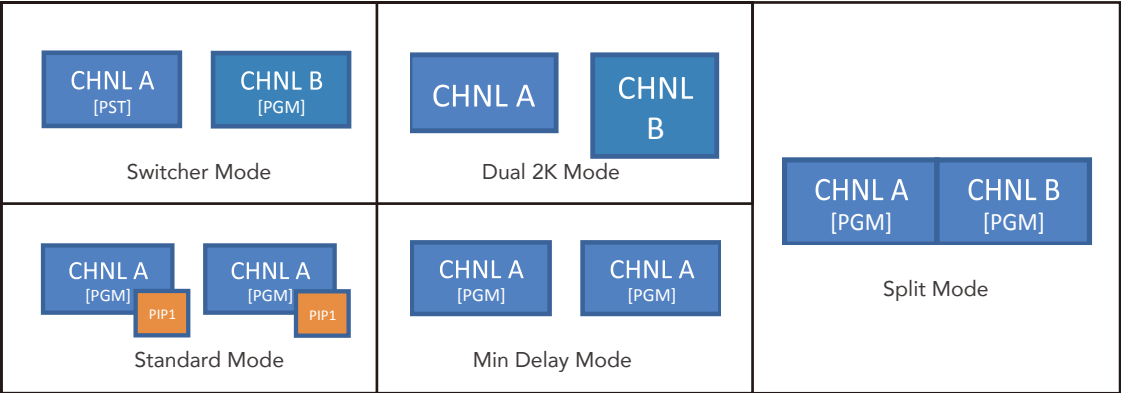 CHNL A
[PST]
CHNL B
[PGM]
Switcher Mode
CHNL A
CHNL
B
Dual 2K Mode
CHNL A
[PGM]
PIP1
CHNL A
[PGM]
PIP1
Standard Mode
CHNL A
[PGM]
CHNL A
[PGM]
Min Delay Mode
CHNL A
[PGM]
CHNL B
[PGM]
Split Mode